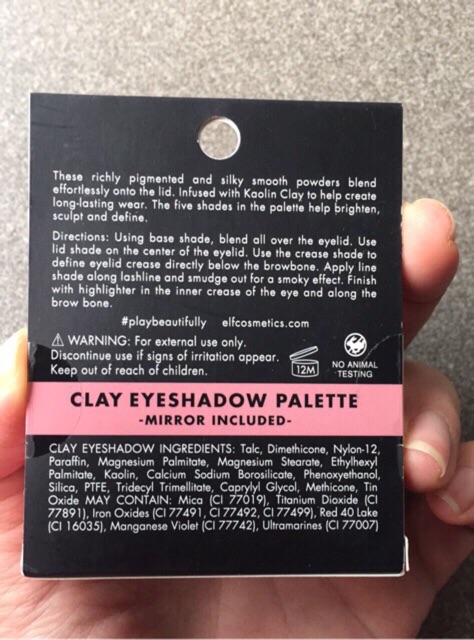 These richly pigmented and silky smooth powders blend
effortlessly onto the lid. Infused with Kaolin Clay to help create
long-lasting wear. The five shades in the palette help brighten,
sculpt and define.
Directions: Using base shade, blend all over the eyelid. Use
lid shade on the center of the eyelid. Use the crease shade to
define eyelid crease directly below the browbone. Apply line
shade along lashline and smudge out for a smoky effect. Finish
with highlighter in the inner crease of the eye and along the
brow bone.
#playbeautifully elfcosmetics.com
⚠ WARNING: For external use only.
Discontinue use if signs of irritation appear.
Keep out of reach of children.
12M
NO ANIMAL
TESTING
CLAY EYESHADOW PALETTE
-MIRROR INCLUDED-
CLAY EYESHADOW INGREDIENTS: Talc, Dimethicone, Nylon-12,
Paraffin, Magnesium Palmitate, Magnesium Stearate, Ethylhexyl
Palmitate, Kaolin, Calcium Sodium Borosilicate, Phenoxyethanol,
Silica, PTFE, Tridecyl Trimellitate, Caprylyl Glycol, Methicone, Tin
Oxide MAY CONTAIN: Mica (CI 77019), Titanium Dioxide (CI
77891), Iron Oxides (CI 77491, CI 77492, CI 77499), Red 40 Lake
(CI 16035), Manganese Violet (CI 77742), Ultramarines (CI 77007)